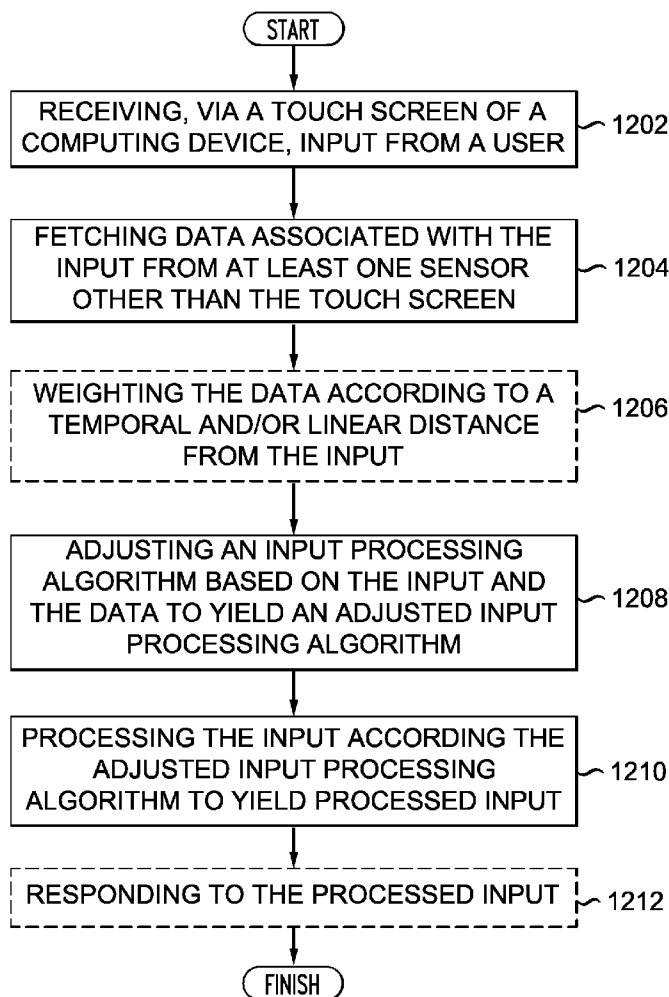 START
RECEIVING, VIA A TOUCH SCREEN OF A
COMPUTING DEVICE, INPUT FROM A USER
1202
FETCHING DATA ASSOCIATED WITH THE
INPUT FROM AT LEAST ONE SENSOR
OTHER THAN THE TOUCH SCREEN
1204
WEIGHTING THE DATA ACCORDING TO A
TEMPORAL AND/OR LINEAR DISTANCE
FROM THE INPUT
1206
ADJUSTING AN INPUT PROCESSING
ALGORITHM BASED ON THE INPUT AND
THE DATA TO YIELD AN ADJUSTED INPUT
PROCESSING ALGORITHM
1208
PROCESSING THE INPUT ACCORDING THE
ADJUSTED INPUT PROCESSING
ALGORITHM TO YIELD PROCESSED INPUT
1210
RESPONDING TO THE PROCESSED INPUT
1212
FINISH